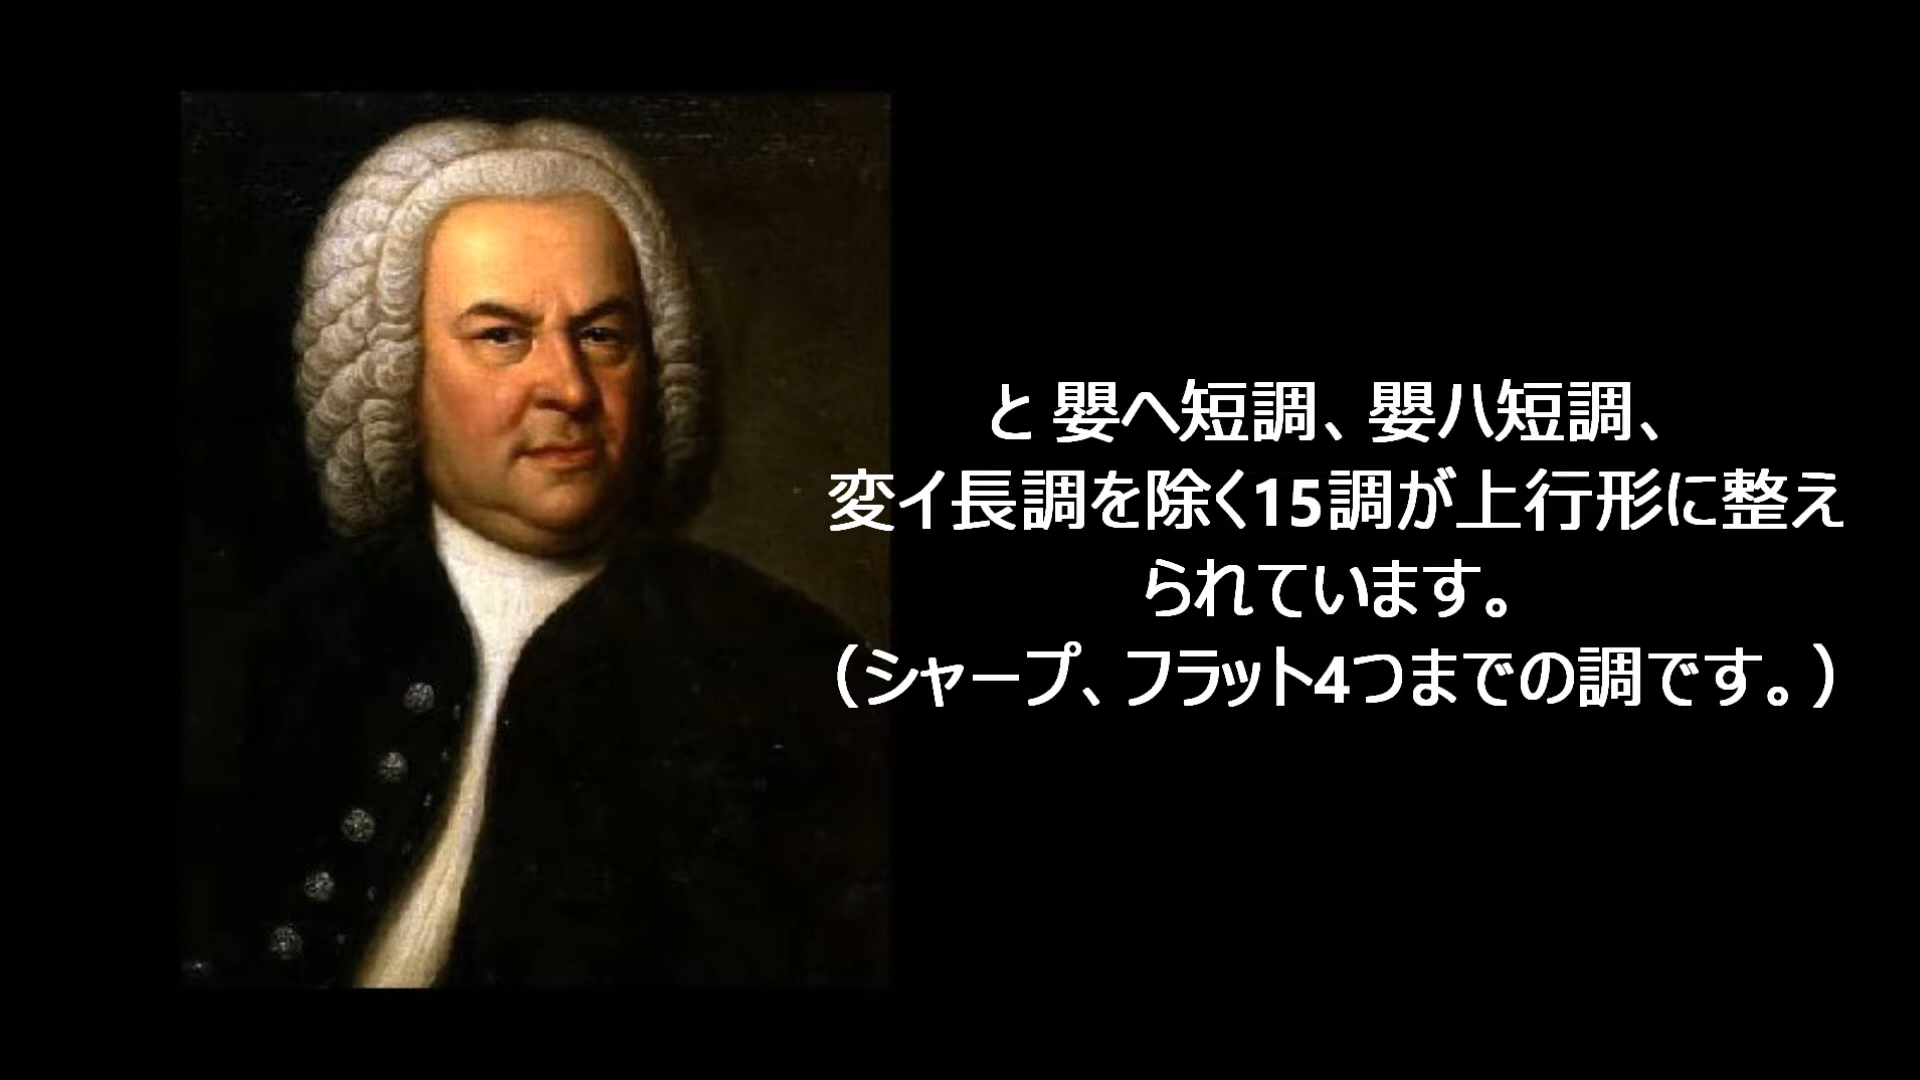 と 嬰ヘ短調、嬰ハ短調、
変イ長調を除く15調が上行形に整え
られています。
（シャープ、フラット4つまでの調です。）